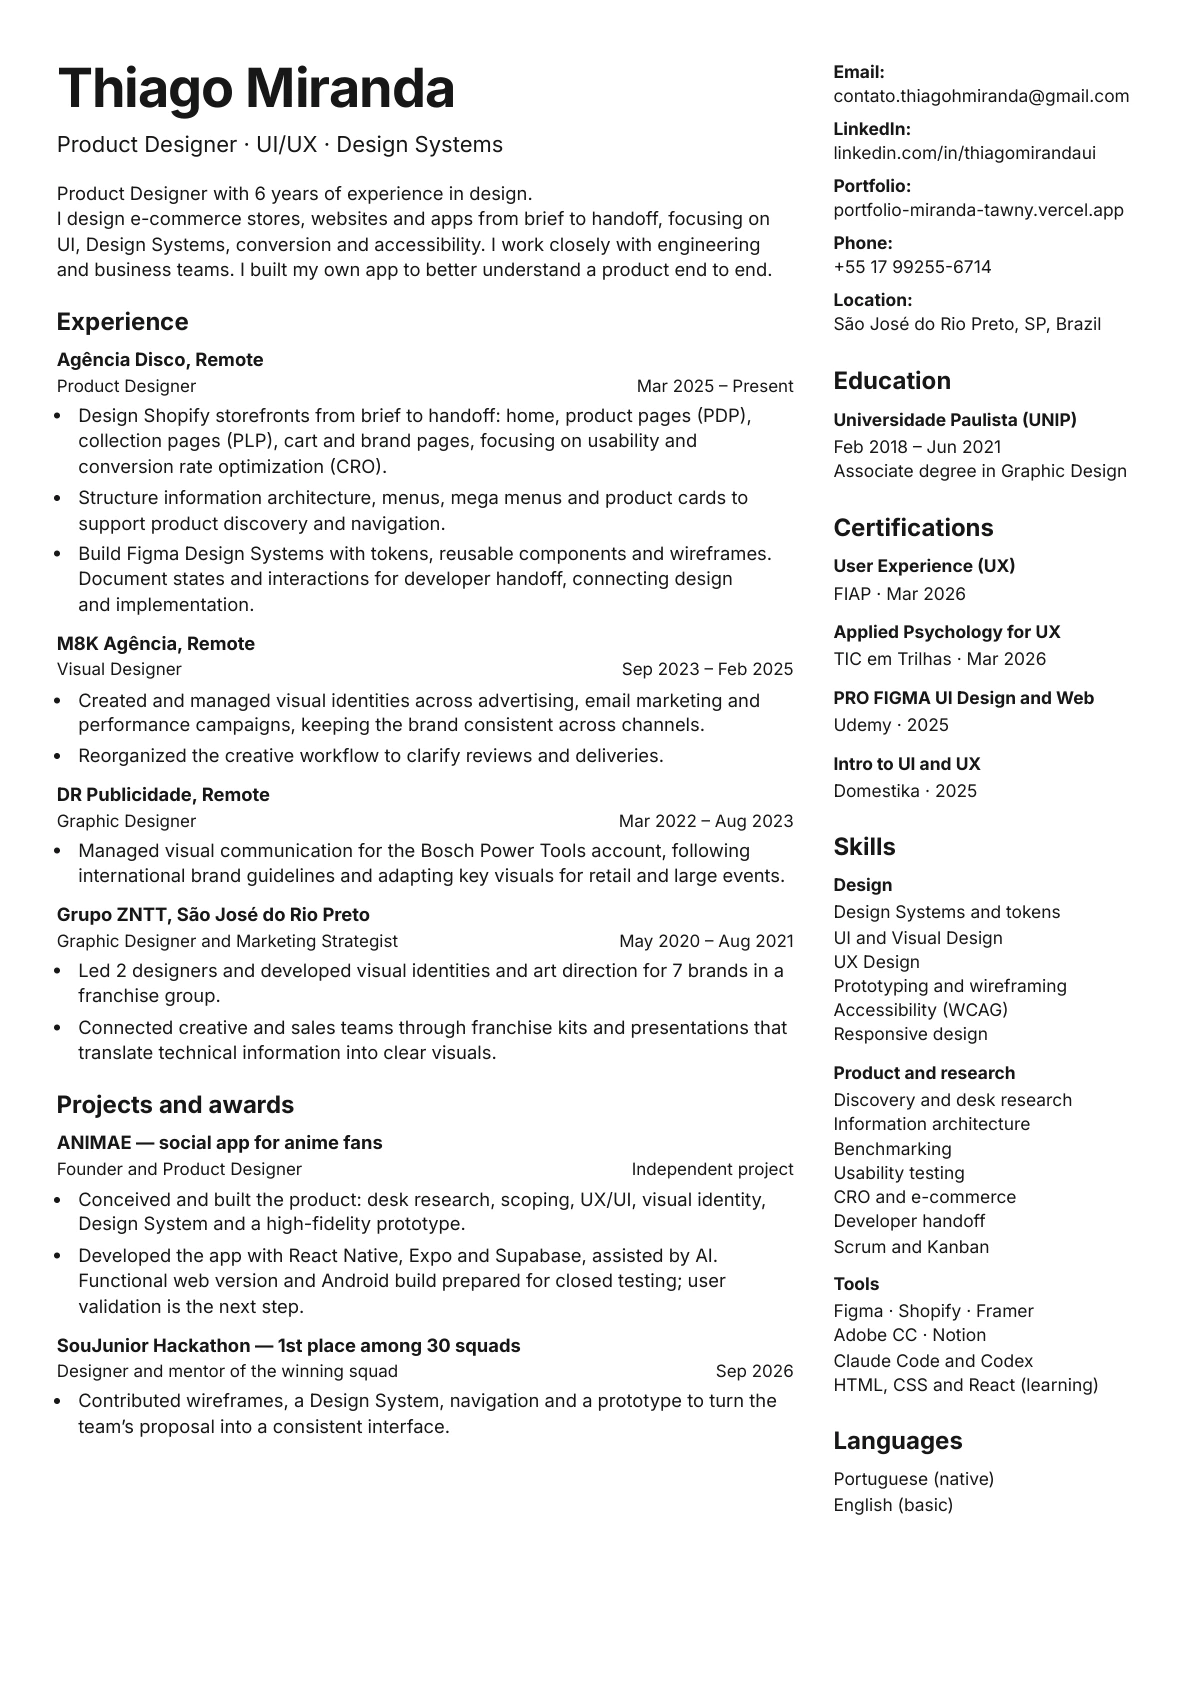 Thiago Miranda
Product Designer · UI/UX · Design Systems
Product Designer with 6 years of experience in design.
I design e-commerce stores, websites and apps from brief to handoff, focusing on
UI, Design Systems, conversion and accessibility. I work closely with engineering
and business teams. I built my own app to better understand a product end to end.
Experience
Agência Disco, Remote
Product Designer Mar 2025 – Present
• Design Shopify storefronts from brief to handoff: home, product pages (PDP),
collection pages (PLP), cart and brand pages, focusing on usability and
conversion rate optimization (CRO).
• Structure information architecture, menus, mega menus and product cards to
support product discovery and navigation.
• Build Figma Design Systems with tokens, reusable components and wireframes.
Document states and interactions for developer handoff, connecting design
and implementation.
M8K Agência, Remote
Visual Designer Sep 2023 – Feb 2025
• Created and managed visual identities across advertising, email marketing and
performance campaigns, keeping the brand consistent across channels.
• Reorganized the creative workflow to clarify reviews and deliveries.
DR Publicidade, Remote
Graphic Designer Mar 2022 – Aug 2023
• Managed visual communication for the Bosch Power Tools account, following
international brand guidelines and adapting key visuals for retail and large events.
Grupo ZNTT, São José do Rio Preto
Graphic Designer and Marketing Strategist May 2020 – Aug 2021
• Led 2 designers and developed visual identities and art direction for 7 brands in a
franchise group.
• Connected creative and sales teams through franchise kits and presentations that
translate technical information into clear visuals.
Projects and awards
ANIMAE — social app for anime fans
Founder and Product Designer Independent project
• Conceived and built the product: desk research, scoping, UX/UI, visual identity,
Design System and a high-fidelity prototype.
• Developed the app with React Native, Expo and Supabase, assisted by AI.
Functional web version and Android build prepared for closed testing; user
validation is the next step.
SouJunior Hackathon — 1st place among 30 squads
Designer and mentor of the winning squad Sep 2026
• Contributed wireframes, a Design System, navigation and a prototype to turn the
team’s proposal into a consistent interface.
Email:
contato.thiagohmiranda@gmail.com
LinkedIn:
linkedin.com/in/thiagomirandaui
Portfolio:
portfolio-miranda-tawny.vercel.app
Phone:
+55 17 99255-6714
Location:
São José do Rio Preto, SP, Brazil
Education
Universidade Paulista (UNIP)
Feb 2018 – Jun 2021
Associate degree in Graphic Design
Certifications
User Experience (UX)
FIAP · Mar 2026
Applied Psychology for UX
TIC em Trilhas · Mar 2026
PRO FIGMA UI Design and Web
Udemy · 2025
Intro to UI and UX
Domestika · 2025
Skills
Design
Design Systems and tokens
UI and Visual Design
UX Design
Prototyping and wireframing
Accessibility (WCAG)
Responsive design
Product and research
Discovery and desk research
Information architecture
Benchmarking
Usability testing
CRO and e-commerce
Developer handoff
Scrum and Kanban
Tools
Figma · Shopify · Framer
Adobe CC · Notion
Claude Code and Codex
HTML, CSS and React (learning)
Languages
Portuguese (native)
English (basic)